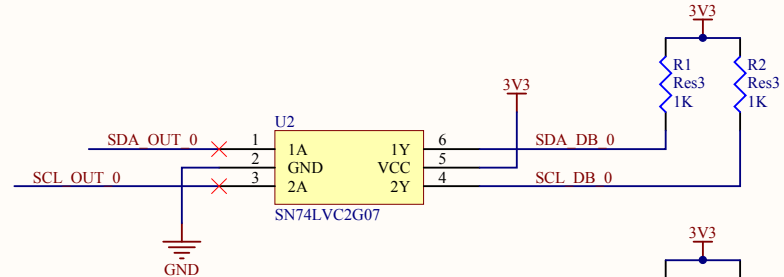 3V3
R1
Res3
1K
R2
Res3
1K
3V3
U2
SDA_OUT_0
1
1A
1Y
6
SDA_DB_0
2
GND
VCC
5
SCL_OUT_0
3
2A
2Y
4
SCL_DB_0
SN74LVC2G07
GND
3V3